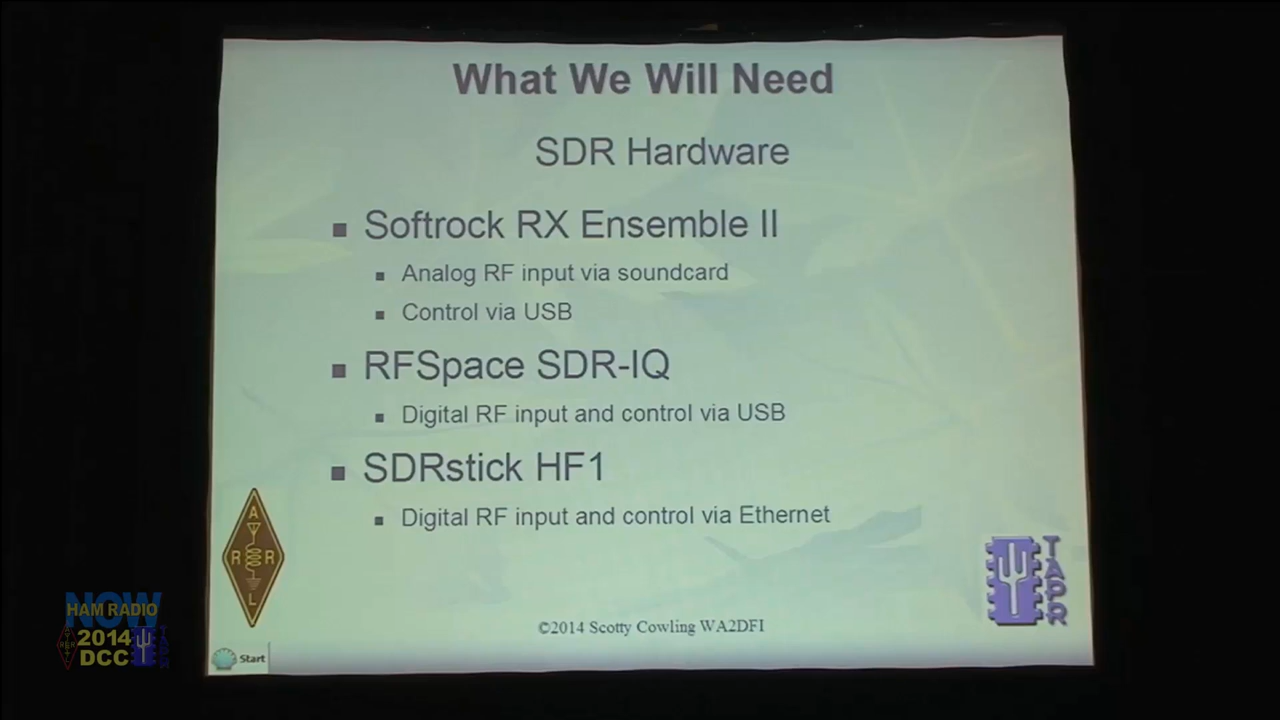 What We Will Need
SDR Hardware
Softrock RX Ensemble II
Analog RF input via soundcard
Control via USB
RFSpace SDR-IQ
Digital RF input and control via USB
SDRstick HF1
Digital RF input and control via Ethernet
A
R R
L
TAPR
©2014 Scotty Cowling WA2DFI
Start
NOW
HAM RADIO
2014
DCC
TAPR